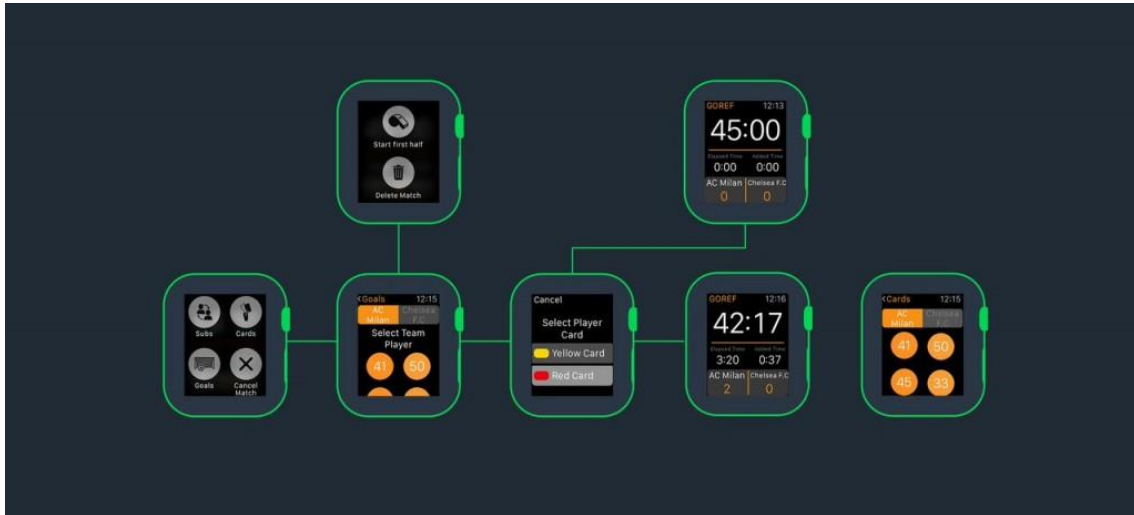 Start first half
Delete Match
GOREF 12:13
45:00
Elapsed Time Added Time
0:00 0:00
AC Milan Chelsea F.C
0 0
Subs Cards
Goals Cancel
Match
<Goals 12:15
AC Chelsea
Milan F.C
Select Team
Player
41 50
Cancel
Select Player
Card
Yellow Card
Red Card
GOREF 12:16
42:17
Elapsed Time Added Time
3:20 0:37
AC Milan Chelsea F.C
2 0
<Cards 12:15
AC Chelsea
Milan F.C
41 50
45 33